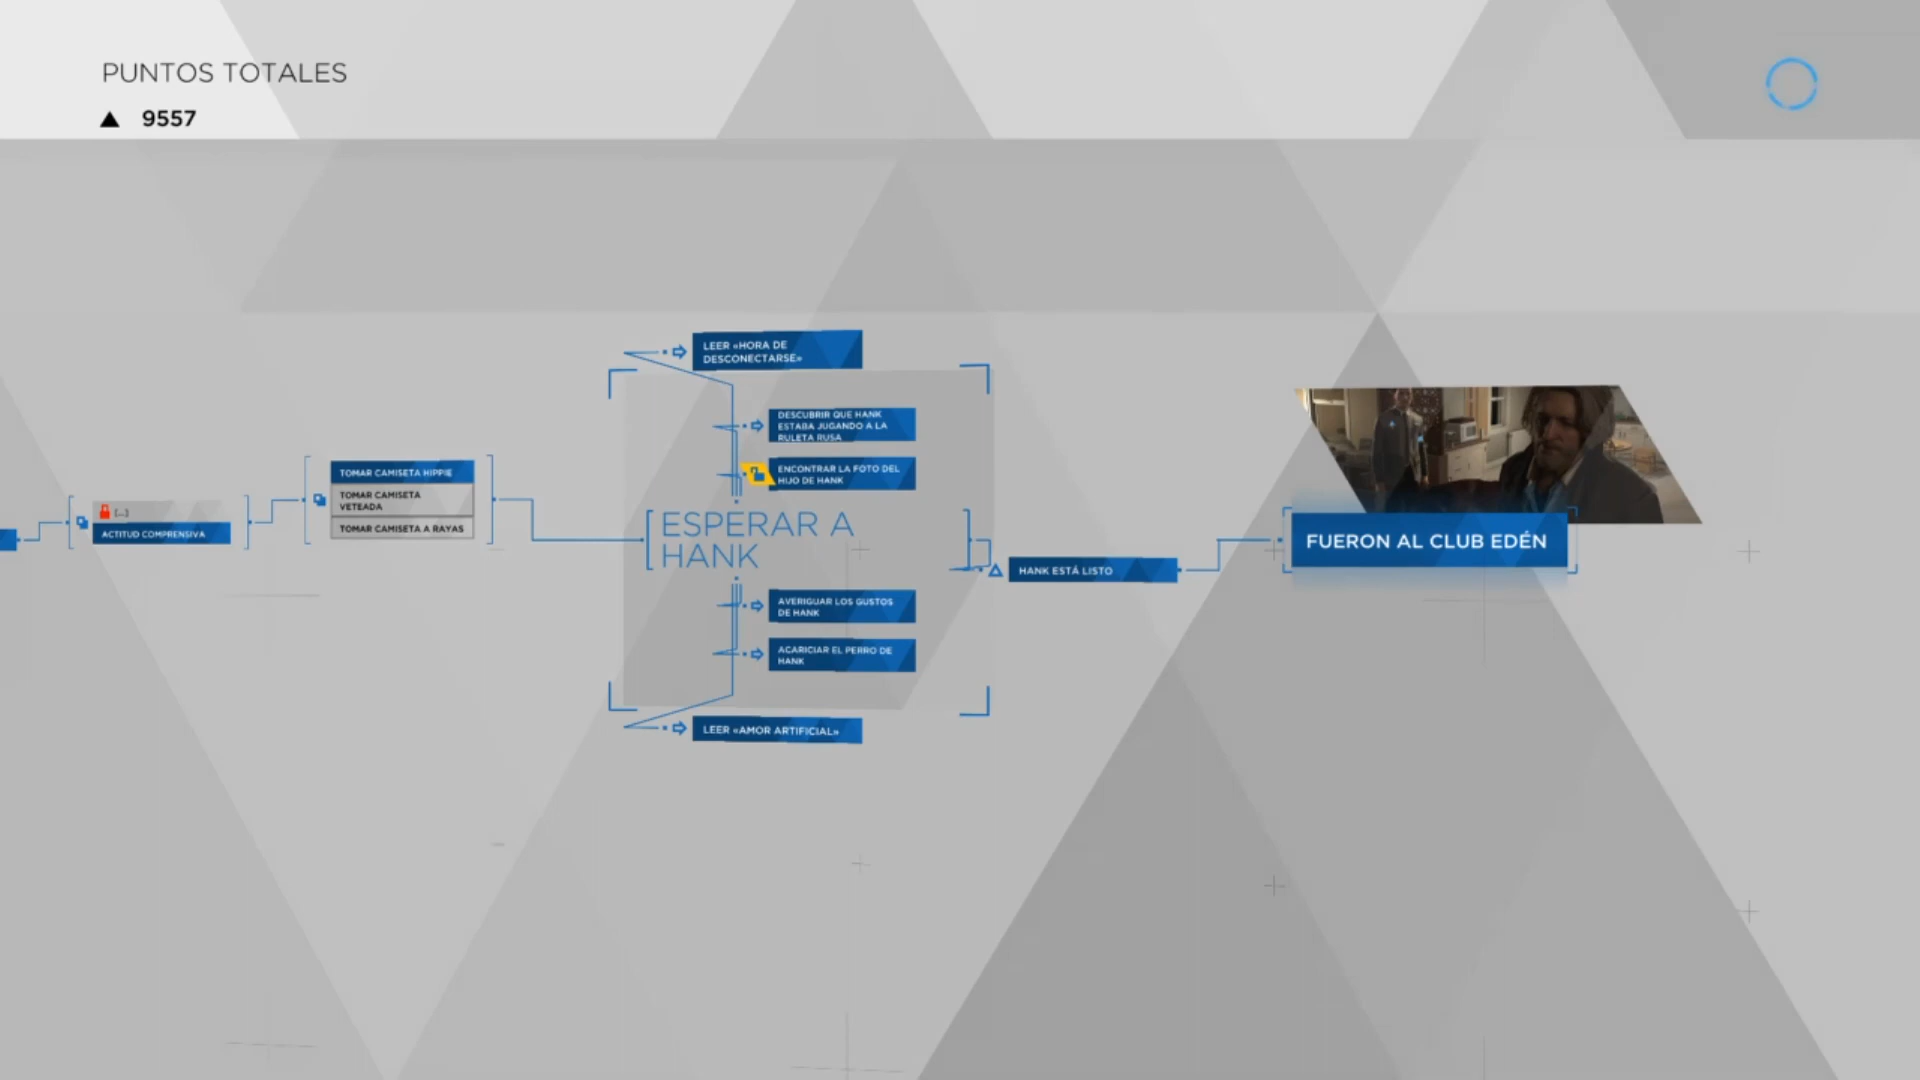 PUNTOS TOTALES
9557
LEER «HORA DE
DESCONECTARSE»
DESCUBRIR QUE HANK
ESTABA JUGANDO A LA
RULETA RUSA
ENCONTRAR LA FOTO DEL
HIJO DE HANK
[...]
ACTITUD COMPRENSIVA
TOMAR CAMISETA HIPPIE
TOMAR CAMISETA
VETEADA
TOMAR CAMISETA A RAYAS
ESPERAR A
HANK
HANK ESTÁ LISTO
FUERON AL CLUB EDÉN
AVERIGUAR LOS GUSTOS
DE HANK
ACARICIAR EL PERRO DE
HANK
LEER «AMOR ARTIFICIAL»